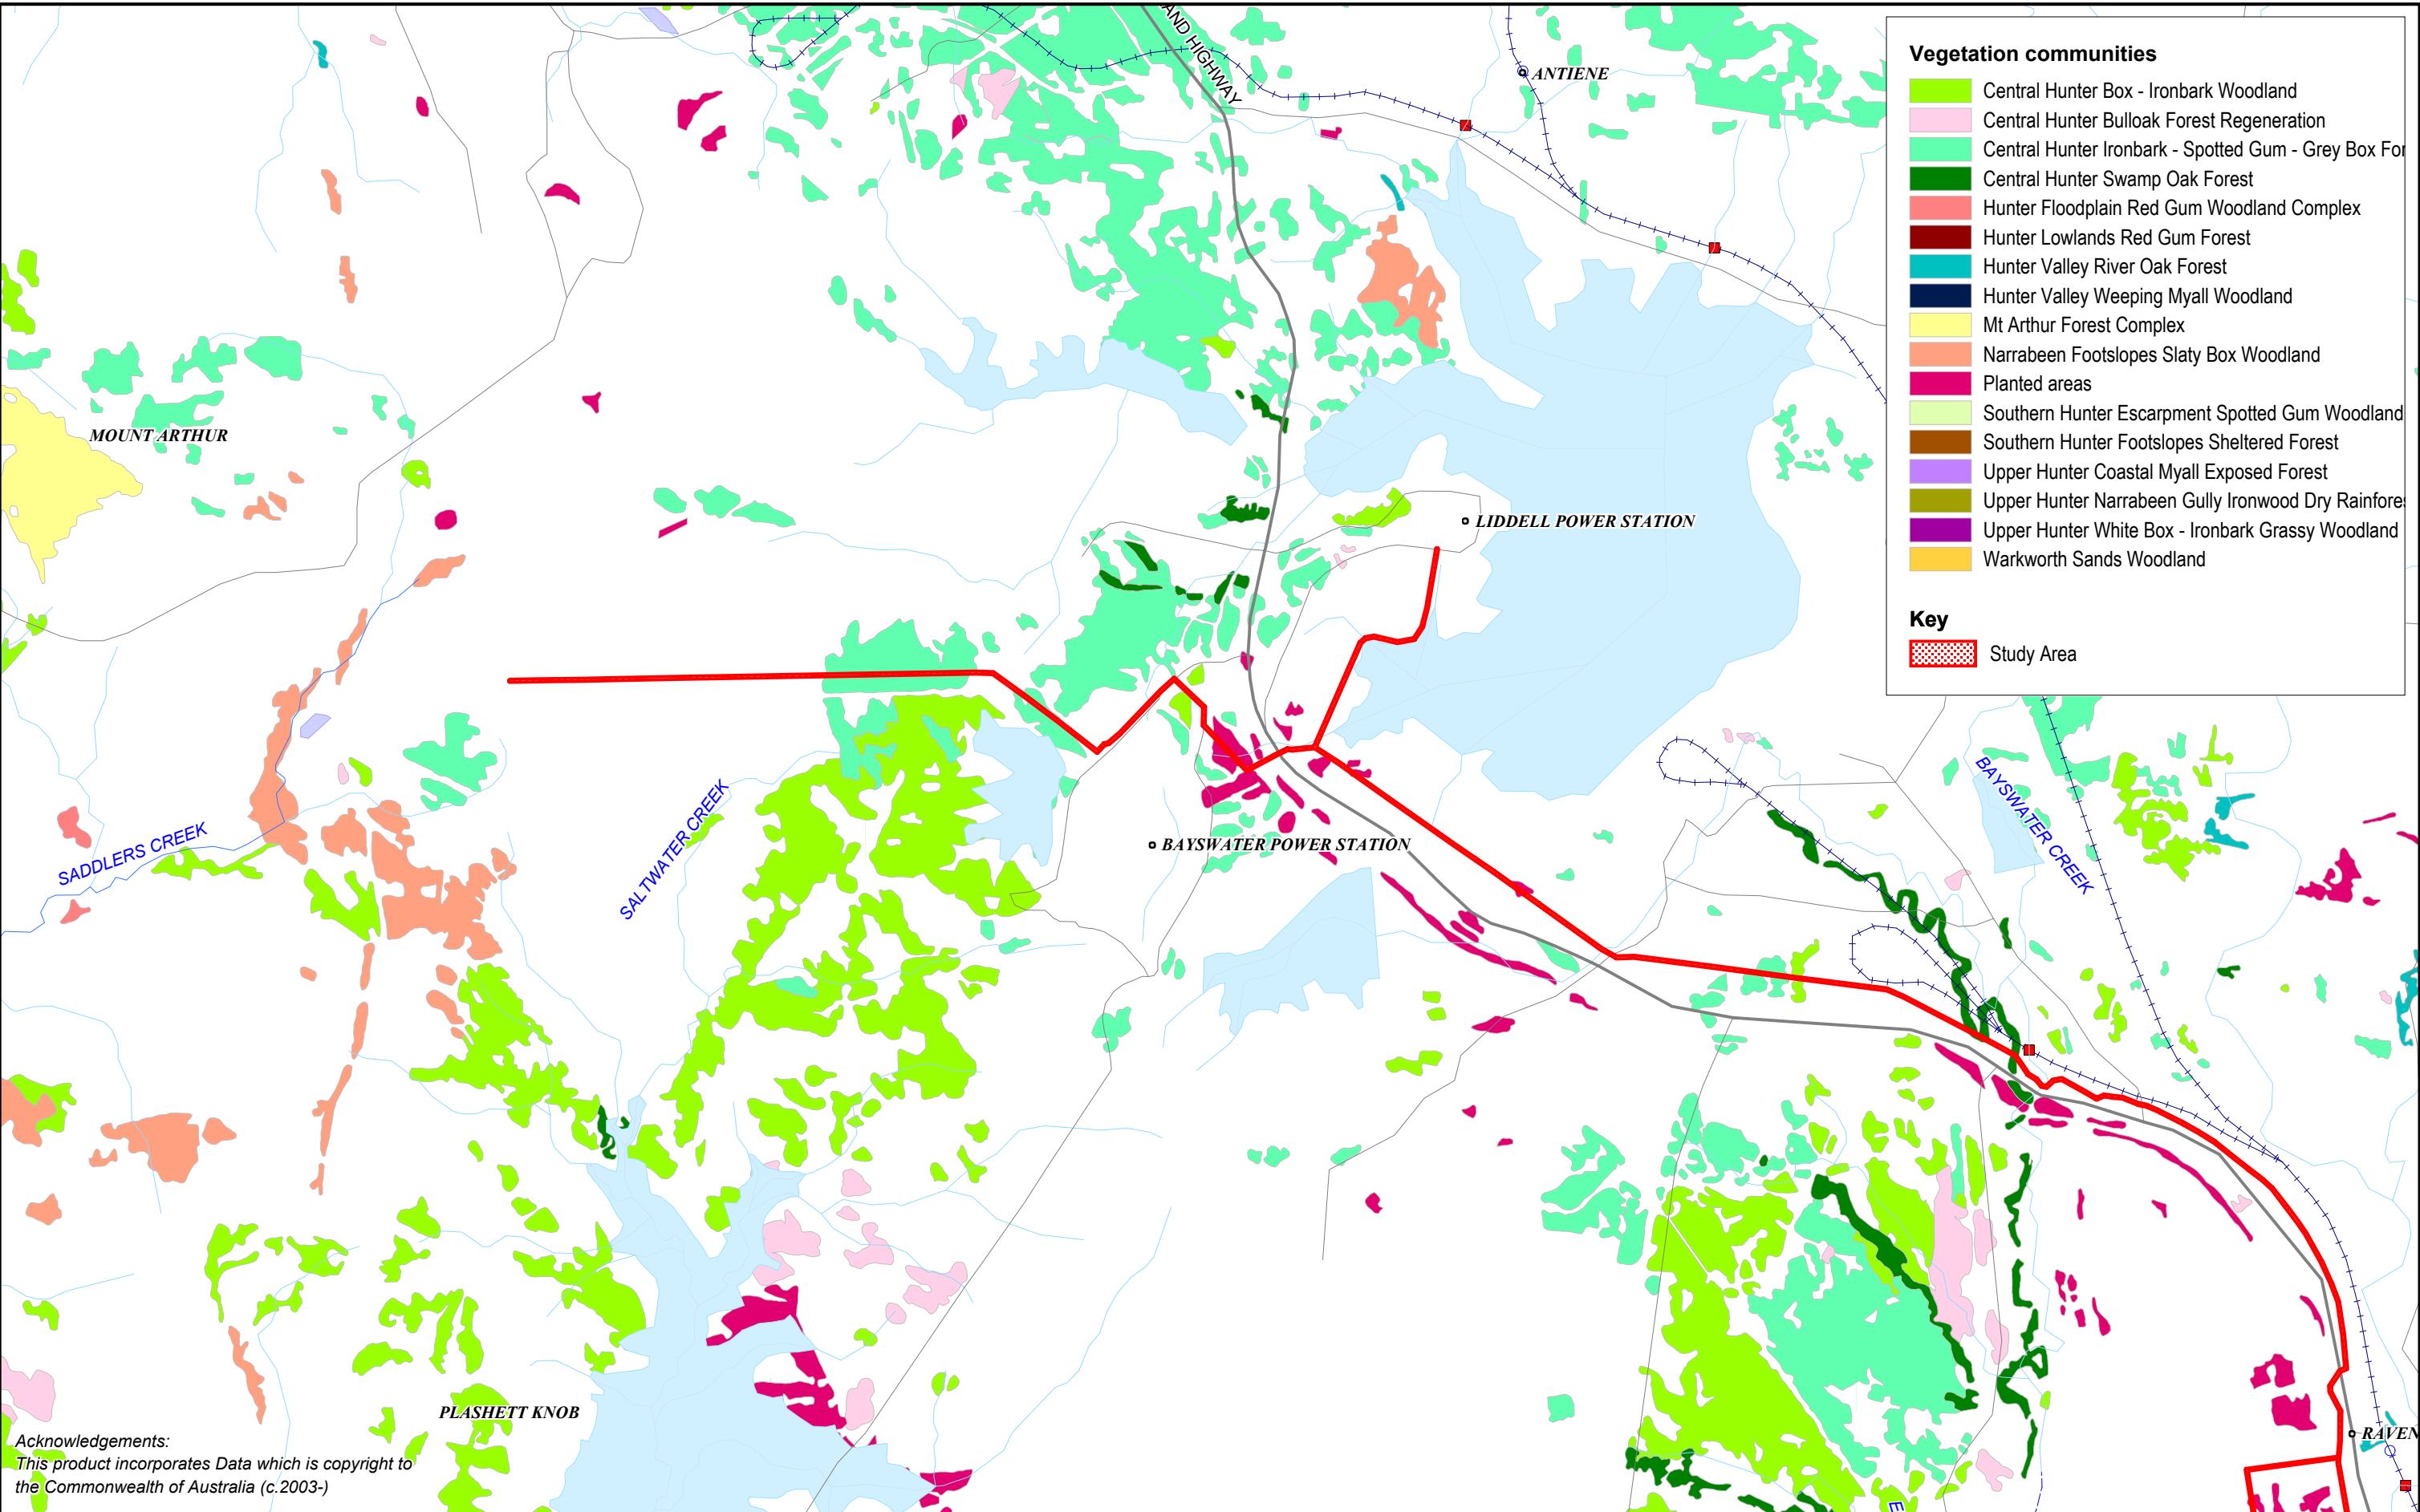 AND HIGHWAY
ANTIENE
MOUNT ARTHUR
LIDDELL POWER STATION
SADDLERS CREEK
SALTWATER CREEK
BAYSWATER POWER STATION
BAYSWATER CREEK
PLASHETT KNOB
RAVEN
E
Vegetation communities
Central Hunter Box - Ironbark Woodland
Central Hunter Bulloak Forest Regeneration
Central Hunter Ironbark - Spotted Gum - Grey Box For
Central Hunter Swamp Oak Forest
Hunter Floodplain Red Gum Woodland Complex
Hunter Lowlands Red Gum Forest
Hunter Valley River Oak Forest
Hunter Valley Weeping Myall Woodland
Mt Arthur Forest Complex
Narrabeen Footslopes Slaty Box Woodland
Planted areas
Southern Hunter Escarpment Spotted Gum Woodland
Southern Hunter Footslopes Sheltered Forest
Upper Hunter Coastal Myall Exposed Forest
Upper Hunter Narrabeen Gully Ironwood Dry Rainfores
Upper Hunter White Box - Ironbark Grassy Woodland
Warkworth Sands Woodland
Key
Study Area
Acknowledgements:
This product incorporates Data which is copyright to
the Commonwealth of Australia (c.2003-)